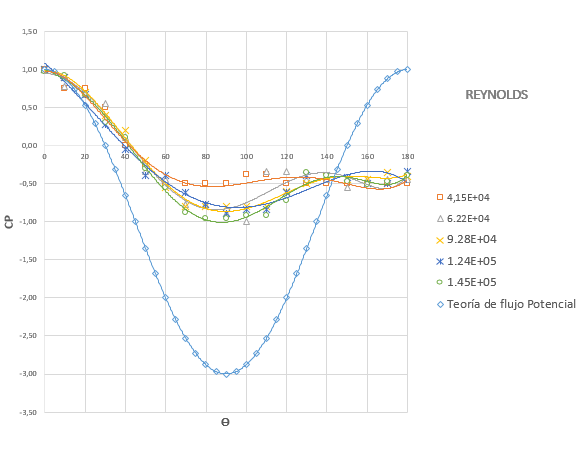 1,50
1,00
0,50
0,00
-0,50
-1,00
-1,50
-2,00
-2,50
-3,00
-3,50
0 20 40 60 80 100 120 140 160 180
CP
Θ
REYNOLDS
4,15E+04
6.22E+04
9.28E+04
1.24E+05
1.45E+05
Teoría de flujo Potencial